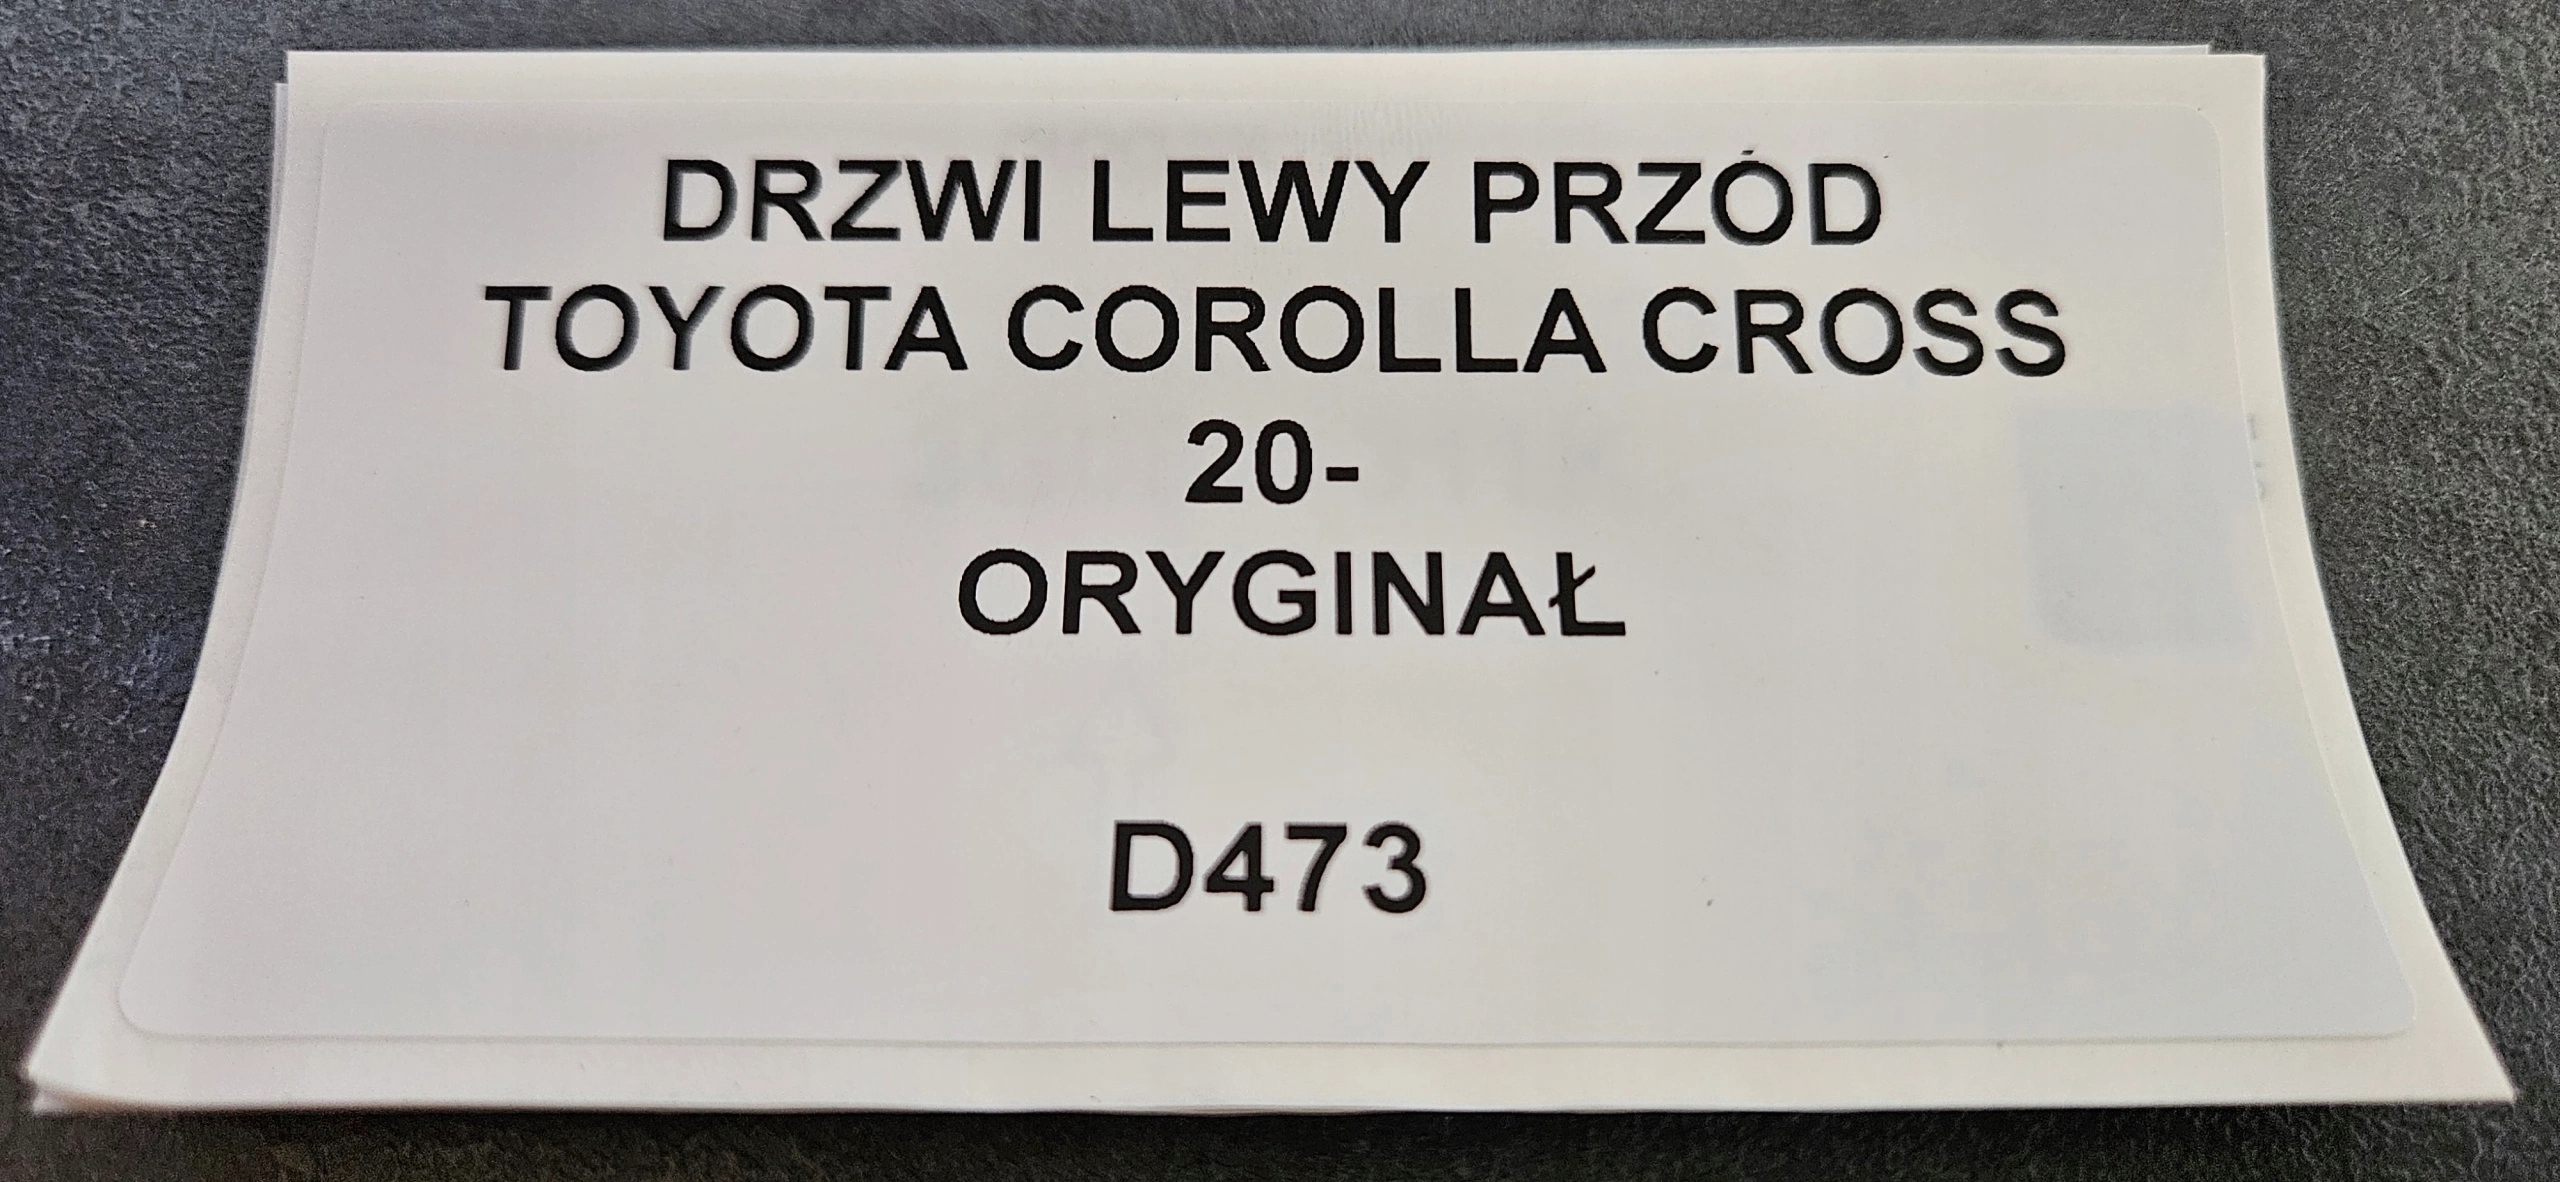 DRZWI LEWY PRZÓD
TOYOTA COROLLA CROSS
20-
ORYGINAŁ
D473